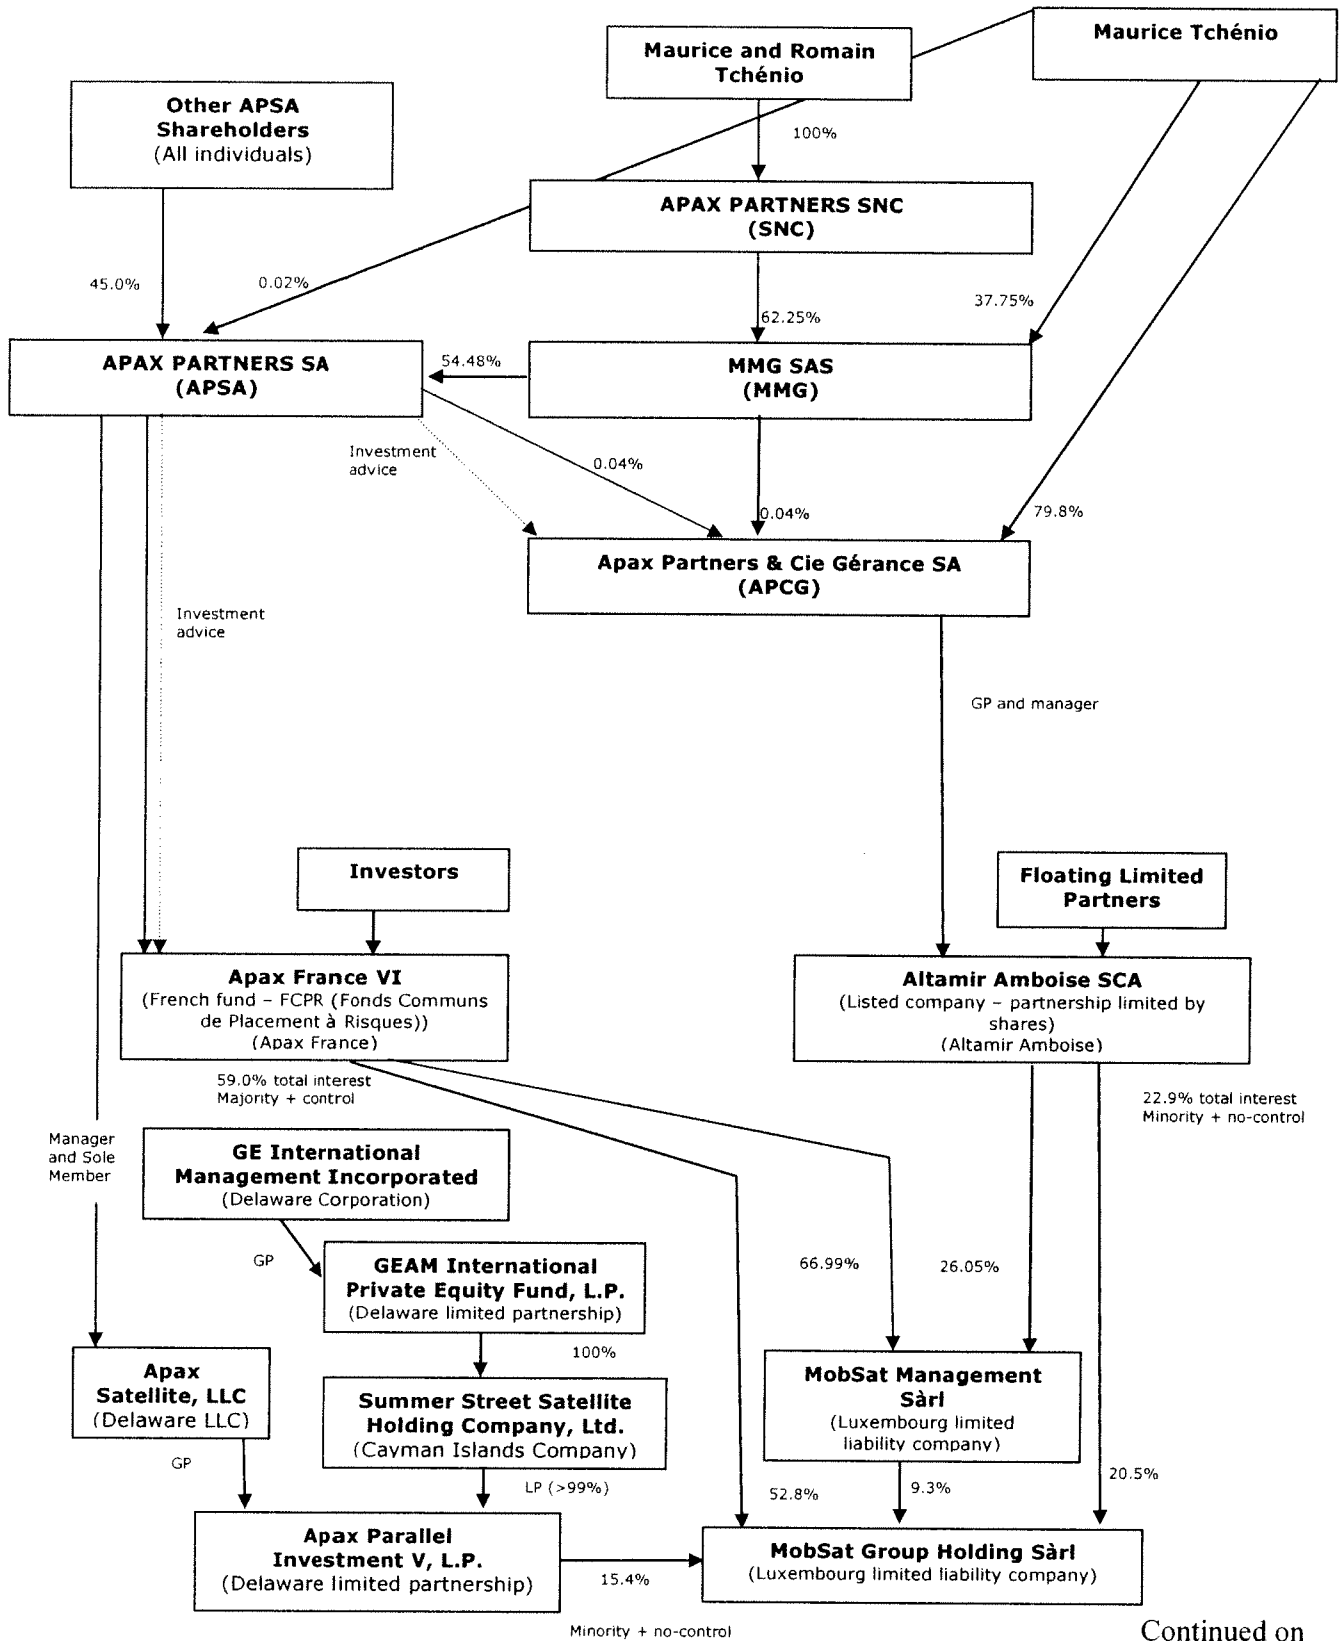 Maurice Tchénio
Maurice and Romain
Tchénio
Other APSA
Shareholders
(All individuals)
100%
APAX PARTNERS SNC
(SNC)
45.0%
0.02%
37.75%
62.25%
APAX PARTNERS SA
(APSA)
54.48%
MMG SAS
(MMG)
Investment
advice
0.04%
0.04%
79.8%
Apax Partners & Cie Gérance SA
(APCG)
Investment
advice
GP and manager
Investors
Floating Limited
Partners
Apax France VI
(French fund – FCPR (Fonds Communs
de Placement à Risques))
(Apax France)
Altamir Amboise SCA
(Listed company – partnership limited by
shares)
(Altamir Amboise)
59.0% total interest
Majority + control
22.9% total interest
Minority + no-control
Manager
and Sole
Member
GE International
Management Incorporated
(Delaware Corporation)
GP
GEAM International
Private Equity Fund, L.P.
(Delaware limited partnership)
66.99%
26.05%
100%
Apax
Satellite, LLC
(Delaware LLC)
Summer Street Satellite
Holding Company, Ltd.
(Cayman Islands Company)
MobSat Management
Sàrl
(Luxembourg limited
liability company)
GP
LP (>99%)
52.8%
9.3%
20.5%
Apax Parallel
Investment V, L.P.
(Delaware limited partnership)
15.4%
MobSat Group Holding Sàrl
(Luxembourg limited liability company)
Minority + no-control
Continued on